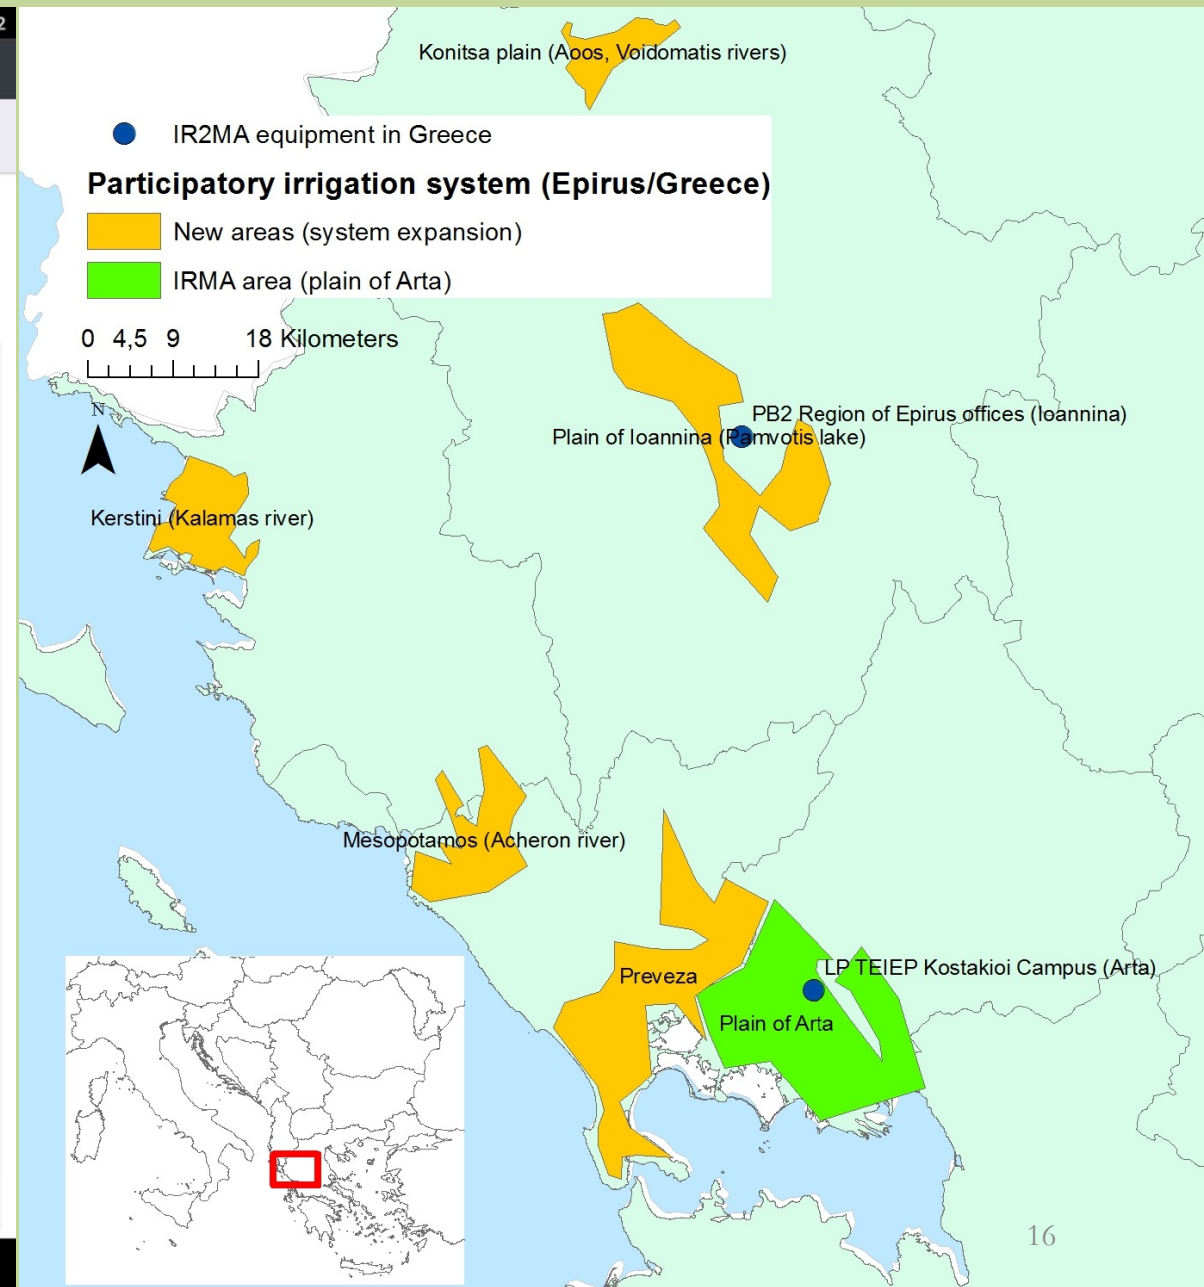 2
Konitsa plain (Aoos, Voidomatis rivers)
IR2MA equipment in Greece
Participatory irrigation system (Epirus/Greece)
New areas (system expansion)
IRMA area (plain of Arta)
0 4,5 9 18 Kilometers
N
PB2 Region of Epirus offices (Ioannina)
Plain of Ioannina (Pamvotis lake)
Kerstini (Kalamas river)
Mesopotamos (Acheron river)
LP TEIEP Kostakioi Campus (Arta)
Preveza
Plain of Arta
16